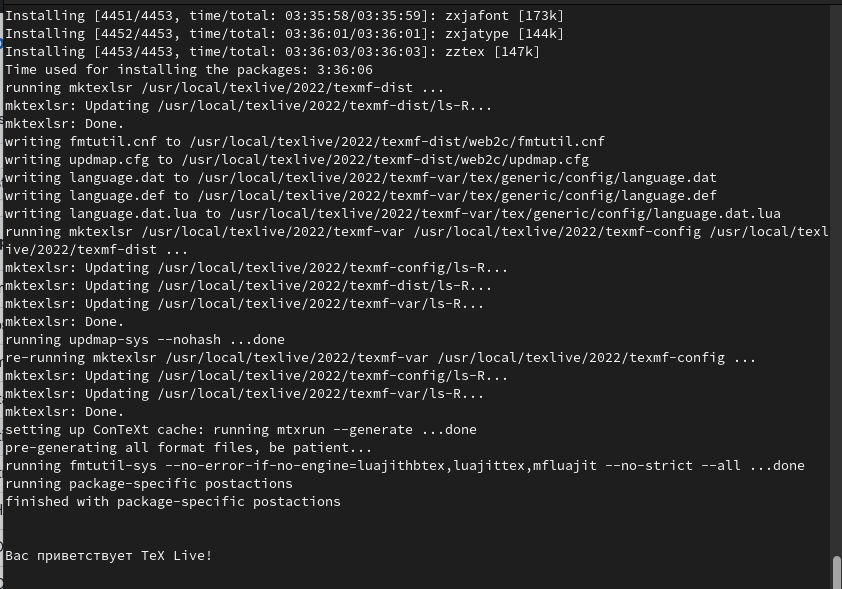 Installing [4451/4453, time/total: 03:35:58/03:35:59]: zxjafont [173k]
Installing [4452/4453, time/total: 03:36:01/03:36:01]: zxjatype [144k]
Installing [4453/4453, time/total: 03:36:03/03:36:03]: zztex [147k]
Time used for installing the packages: 3:36:06
running mktexlsr /usr/local/texlive/2022/texmf-dist ...
mktexlsr: Updating /usr/local/texlive/2022/texmf-dist/ls-R...
mktexlsr: Done.
writing fmtutil.cnf to /usr/local/texlive/2022/texmf-dist/web2c/fmtutil.cnf
writing updmap.cfg to /usr/local/texlive/2022/texmf-dist/web2c/updmap.cfg
writing language.dat to /usr/local/texlive/2022/texmf-var/tex/generic/config/language.dat
writing language.def to /usr/local/texlive/2022/texmf-var/tex/generic/config/language.def
writing language.dat.lua to /usr/local/texlive/2022/texmf-var/tex/generic/config/language.dat.lua
running mktexlsr /usr/local/texlive/2022/texmf-var /usr/local/texlive/2022/texmf-config /usr/local/texl
ive/2022/texmf-dist ...
mktexlsr: Updating /usr/local/texlive/2022/texmf-config/ls-R...
mktexlsr: Updating /usr/local/texlive/2022/texmf-dist/ls-R...
mktexlsr: Updating /usr/local/texlive/2022/texmf-var/ls-R...
mktexlsr: Done.
running updmap-sys --nohash ...done
re-running mktexlsr /usr/local/texlive/2022/texmf-var /usr/local/texlive/2022/texmf-config ...
mktexlsr: Updating /usr/local/texlive/2022/texmf-config/ls-R...
mktexlsr: Updating /usr/local/texlive/2022/texmf-var/ls-R...
mktexlsr: Done.
setting up ConTeXt cache: running mtxrun --generate ...done
pre-generating all format files, be patient...
running fmtutil-sys --no-error-if-no-engine=luajithbtex,luajittex,mfluajit --no-strict --all ...done
running package-specific postactions
finished with package-specific postactions
Вас приветствует TeX Live!